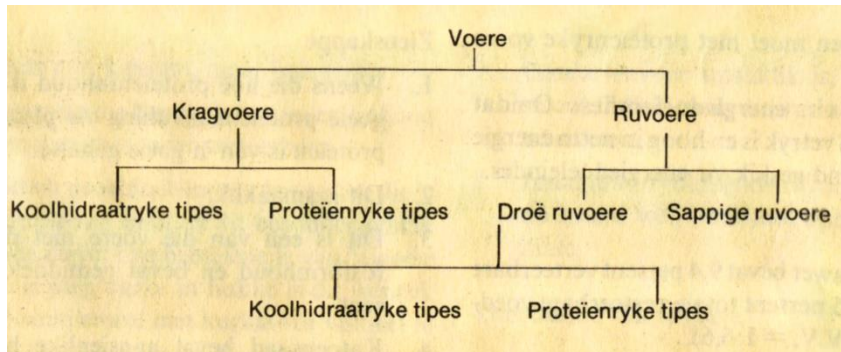 Voere
Kragvoere
Ruvoere
Koolhidraatryke tipes
Proteïenryke tipes
Droë ruvoere
Sappige ruvoere
Koolhidraatryke tipes
Proteïenryke tipes